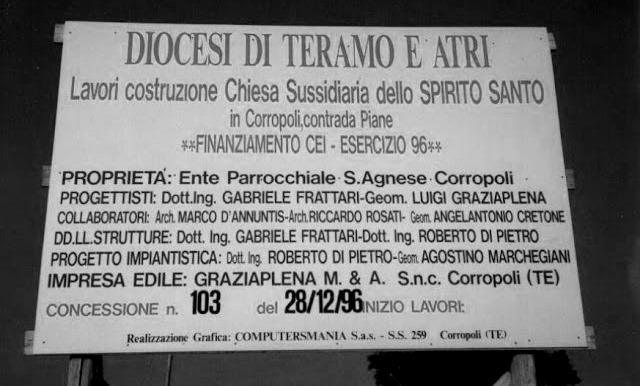 DIOCESI DI TERAMO E ATRI
Lavori costruzione Chiesa Sussidiaria dello SPIRITO SANTO
in Corropoli,contrada Piane
**FINANZIAMENTO CEI - ESERCIZIO 96**
PROPRIETÀ: Ente Parrocchiale S.Agnese Corropoli
PROGETTISTI: Dott.Ing. GABRIELE FRATTARI-Geom. LUIGI GRAZIAPLENA
COLLABORATORI: Arch. MARCO D'ANNUNTIS-Arch.RICCARDO ROSATI- Geom. ANGELANTONIO CRETONE
DD.LL.STRUTTURE: Dott. Ing. GABRIELE FRATTARI-Dott. Ing. ROBERTO DI PIETRO
PROGETTO IMPIANTISTICA: Dott. Ing. ROBERTO DI PIETRO-Geom. AGOSTINO MARCHEGIANI
IMPRESA EDILE: GRAZIAPLENA M. & A. S.n.c. Corropoli (TE)
CONCESSIONE n. 103 del 28/12/96 INIZIO LAVORI:
Realizzazione Grafica: COMPUTERSMANIA S.a.s. - S.S. 259 Corropoli (TE)